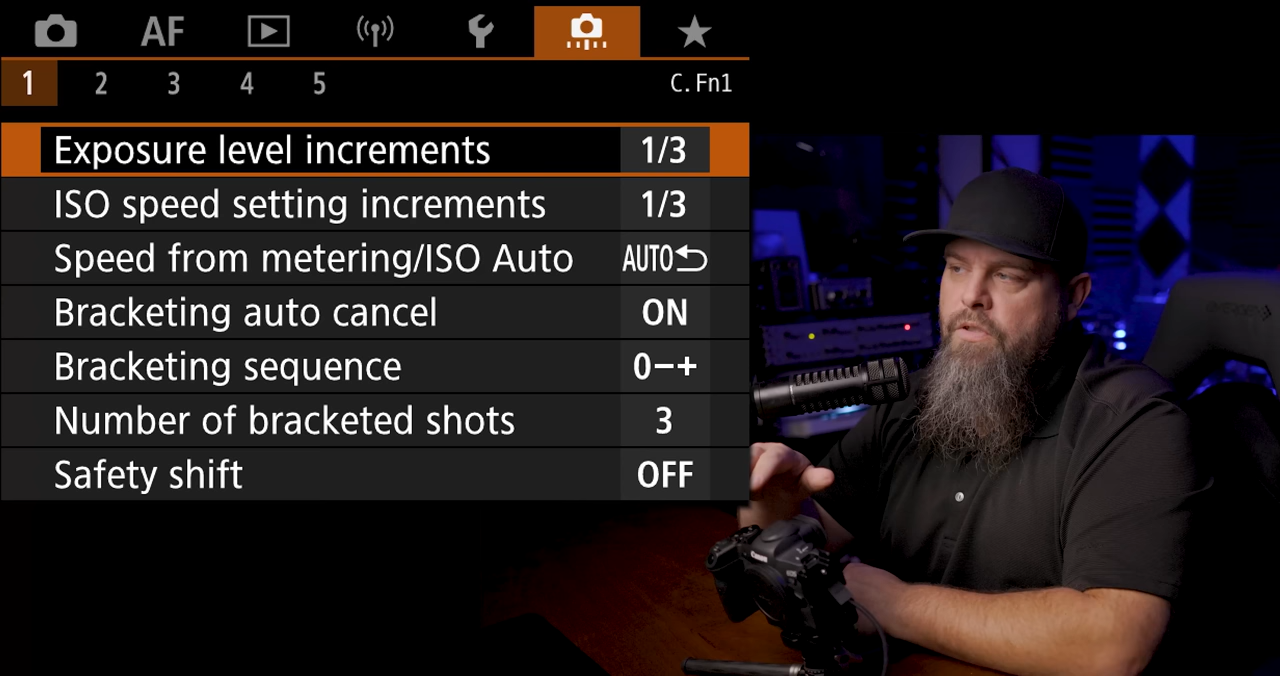 AF
1 2 3 4 5 C.Fn1
Exposure level increments 1/3
ISO speed setting increments 1/3
Speed from metering/ISO Auto AUTO
Bracketing auto cancel ON
Bracketing sequence 0−+
Number of bracketed shots 3
Safety shift OFF
Canon